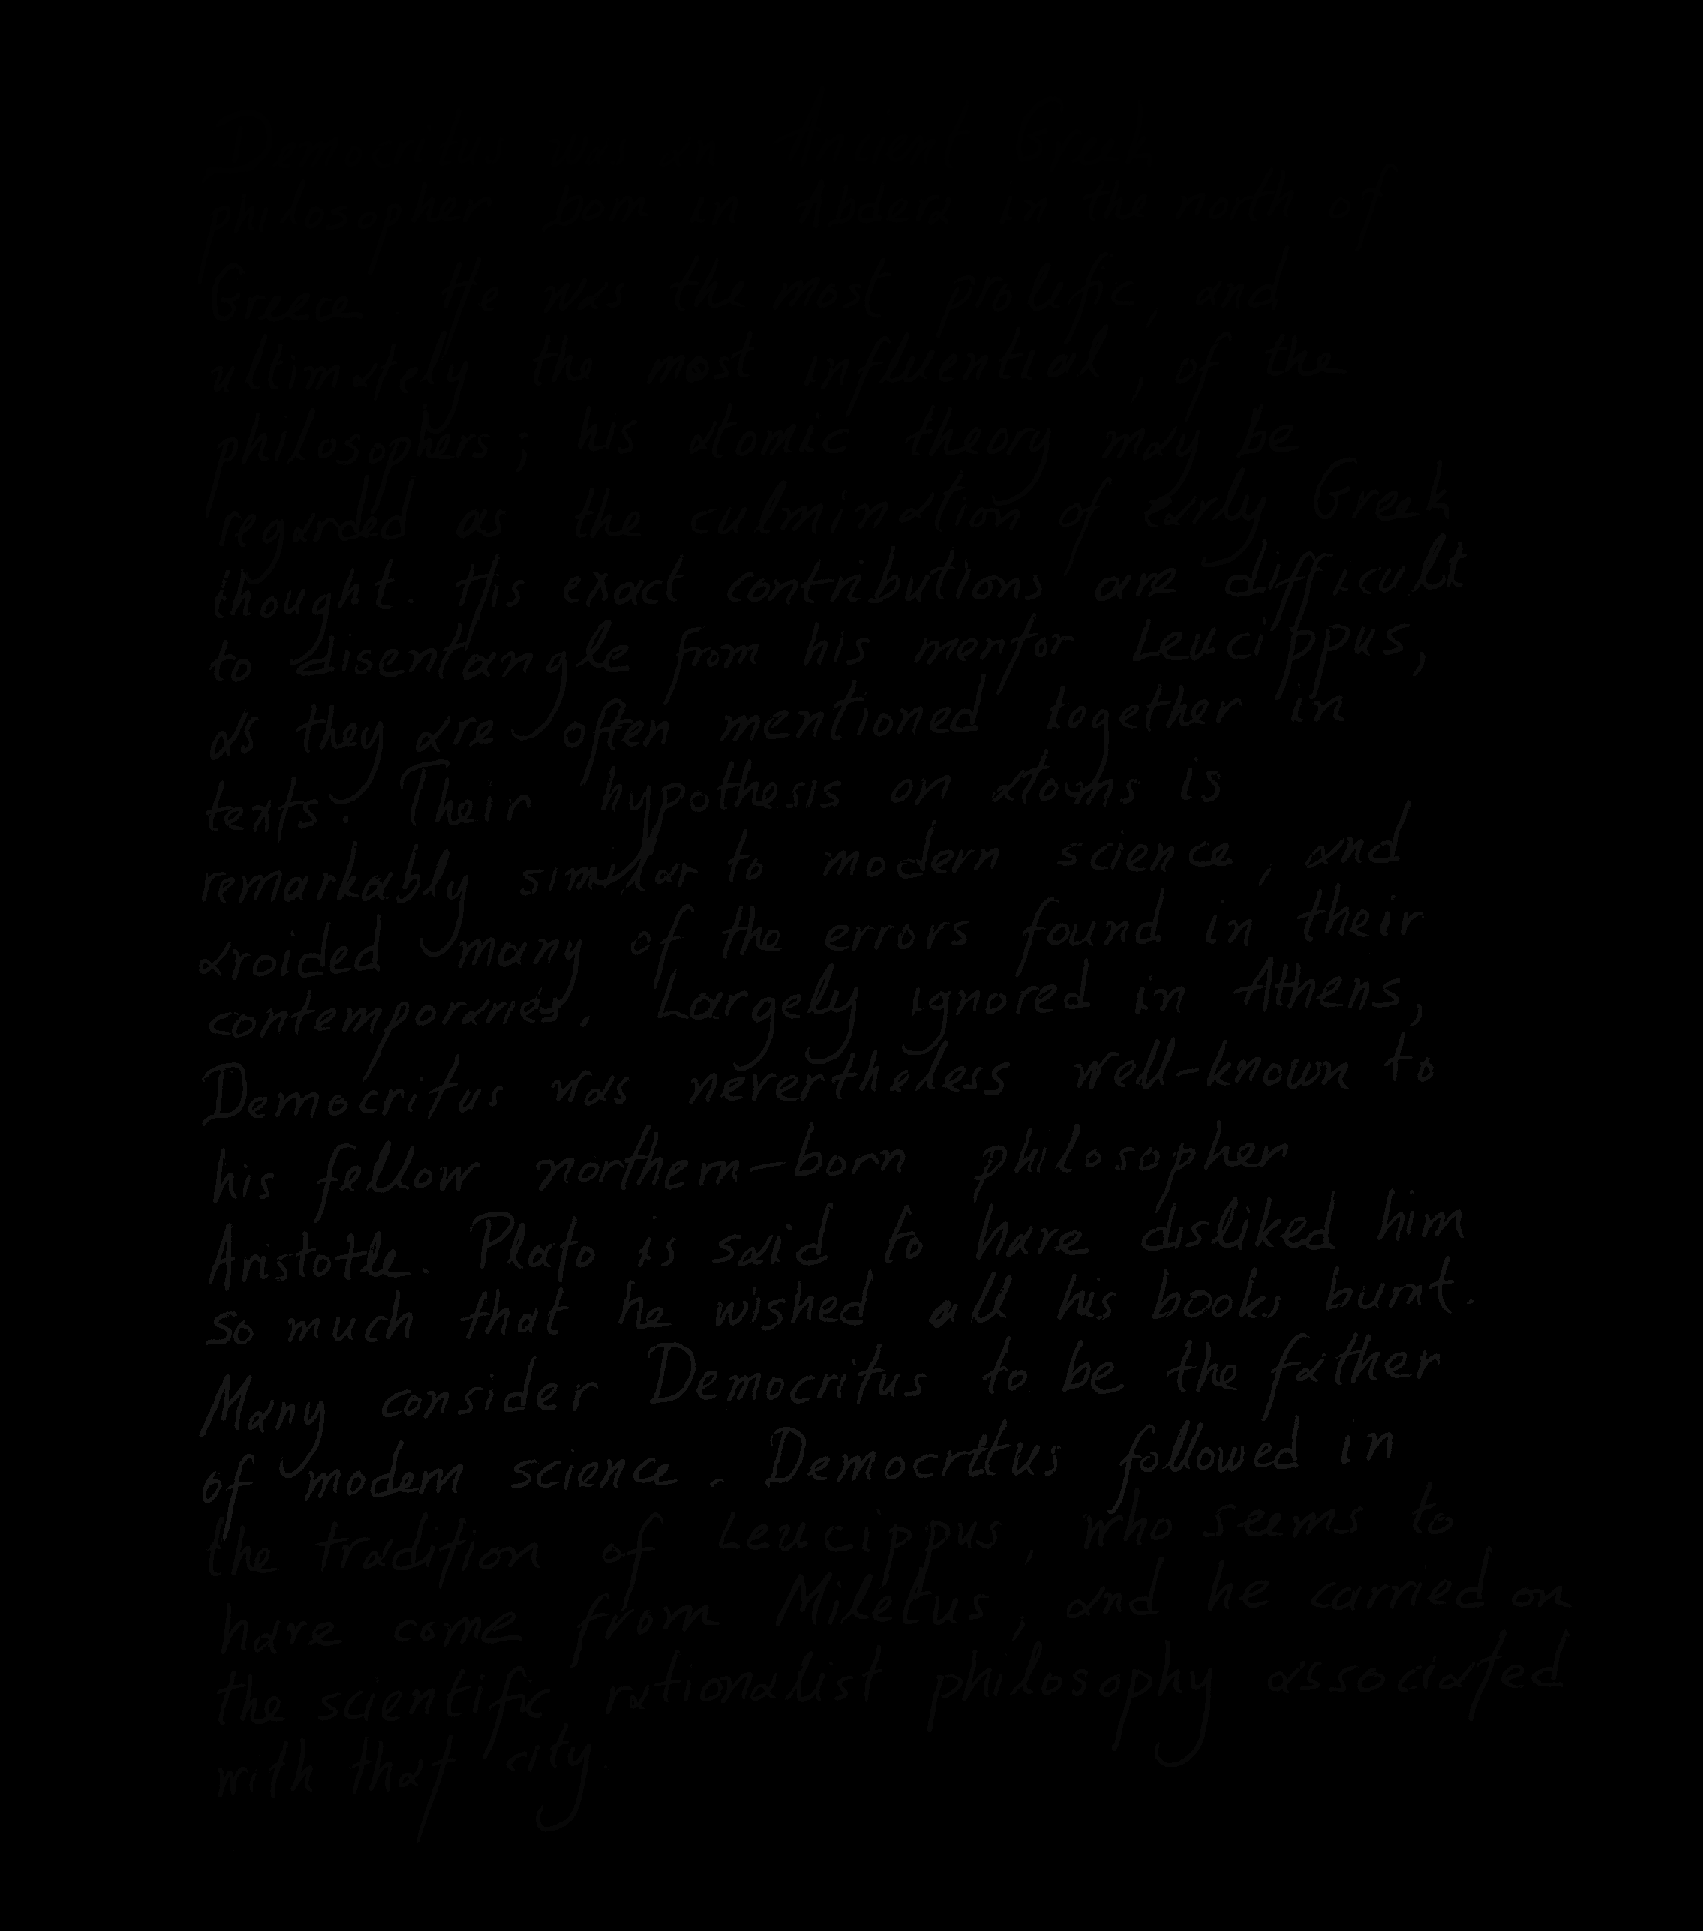 Democritus was an Ancient Greek
philosopher born in Abdera in the north of
Greece. He was the most prolific, and
ultimately the most influential, of the
philosophers; his atomic theory may be
regarded as the culmination of early Greek
thought. His exact contributions are difficult
to disentangle from his mentor Leucippus,
as they are often mentioned together in
texts. Their hypothesis on atoms is
remarkably similar to modern science, and
avoided many of the errors found in their
contemporaries. Largely ignored in Athens,
Democritus was nevertheless well-known to
his fellow northern-born philosopher
Aristotle. Plato is said to have disliked him
so much that he wished all his books burnt.
Many consider Democritus to be the father
of modern science. Democritus followed in
the tradition of Leucippus, who seems to
have come from Miletus, and he carried on
the scientific rationalist philosophy associated
with that city.